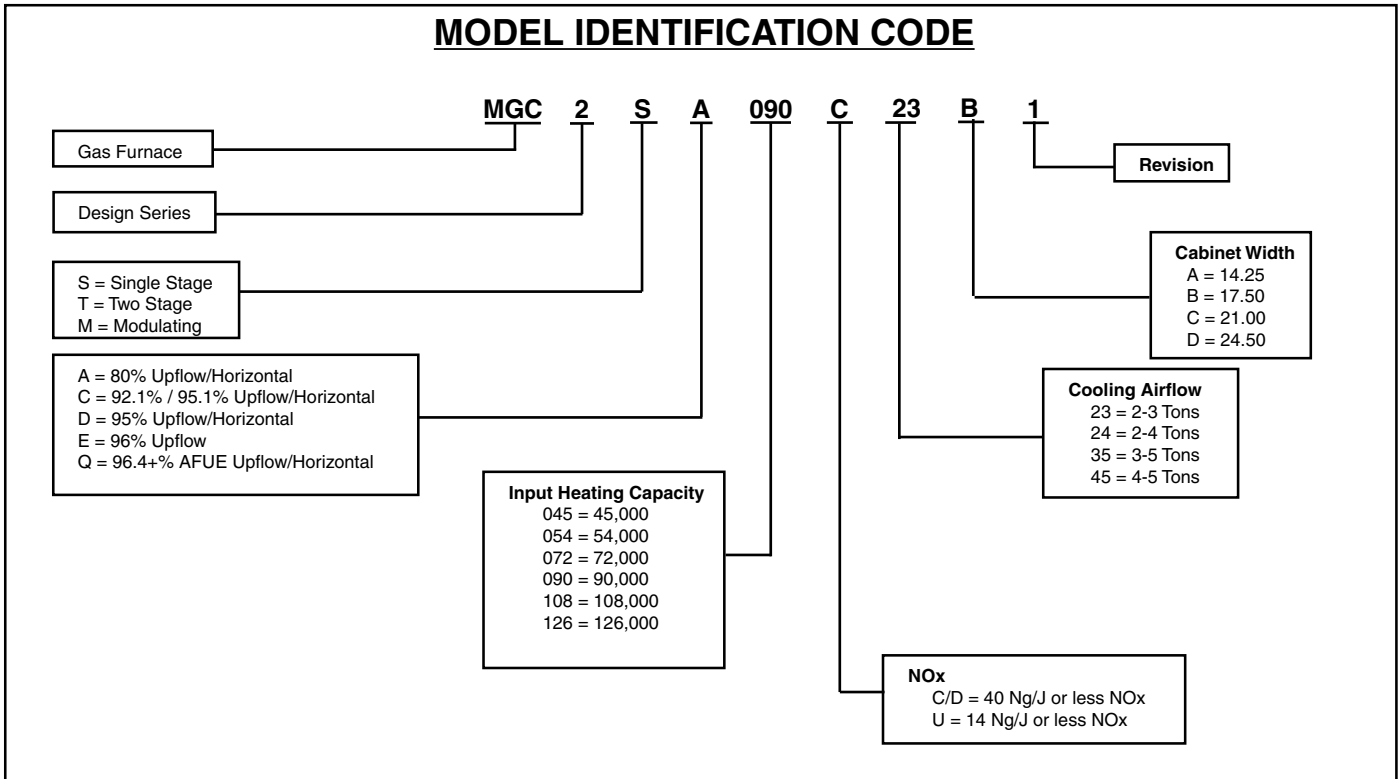 MODEL IDENTIFICATION CODE
MGC 2 S A 090 C 23 B 1
Gas Furnace
Revision
Design Series
Cabinet Width
A = 14.25
B = 17.50
C = 21.00
D = 24.50
S = Single Stage
T = Two Stage
M = Modulating
A = 80% Upflow/Horizontal
C = 92.1% / 95.1% Upflow/Horizontal
D = 95% Upflow/Horizontal
E = 96% Upflow
Q = 96.4+% AFUE Upflow/Horizontal
Cooling Airflow
23 = 2-3 Tons
24 = 2-4 Tons
35 = 3-5 Tons
45 = 4-5 Tons
Input Heating Capacity
045 = 45,000
054 = 54,000
072 = 72,000
090 = 90,000
108 = 108,000
126 = 126,000
NOx
C/D = 40 Ng/J or less NOx
U = 14 Ng/J or less NOx